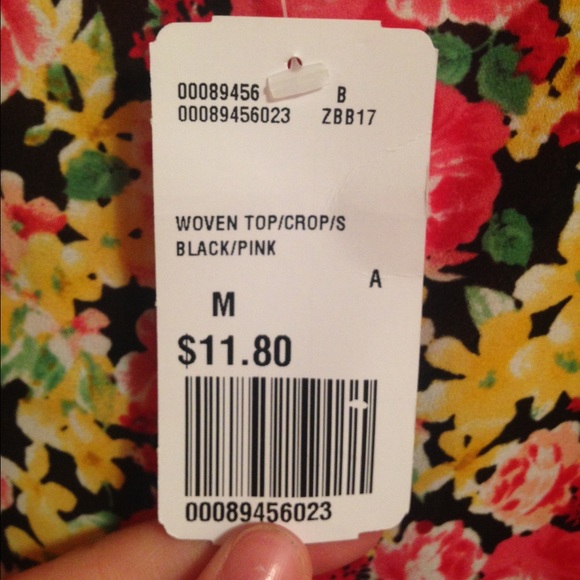 00089456 B
00089456023 ZBB17
WOVEN TOP/CROP/S
BLACK/PINK
A
M
$11.80
00089456023